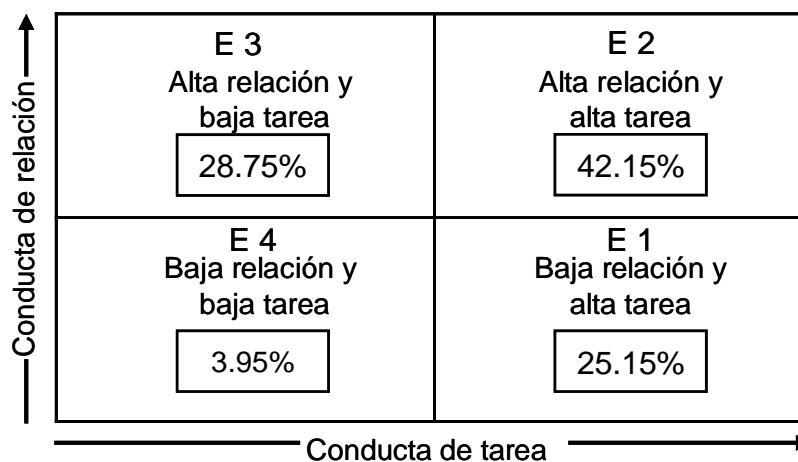 E 3
Alta relación y
baja tarea
28.75%
E 2
Alta relación y
alta tarea
42.15%
E 4
Baja relación y
baja tarea
3.95%
E 1
Baja relación y
alta tarea
25.15%
Conducta de relación
Conducta de tarea